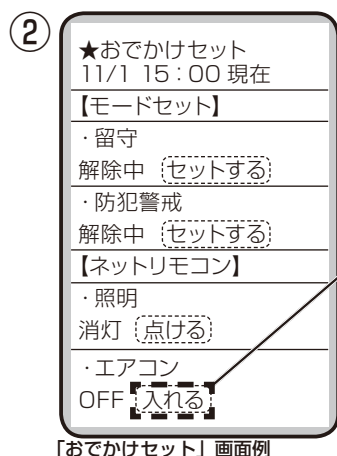 ②
★おでかけセット
11/1 15：00 現在
【モードセット】
・留守
解除中 セットする
・防犯警戒
解除中 セットする
【ネットリモコン】
・照明
消灯 点ける
・エアコン
OFF 入れる
「おでかけセット」画面例